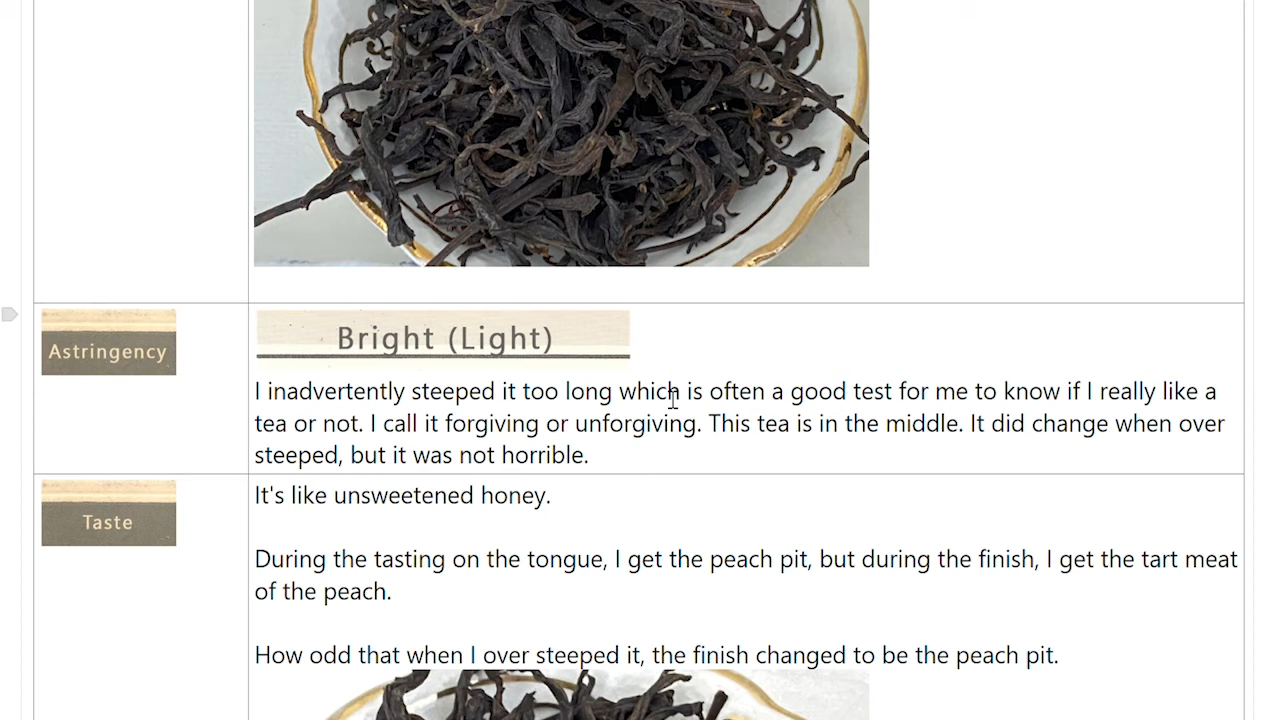 Astringency
Bright (Light)
I inadvertently steeped it too long which is often a good test for me to know if I really like a
tea or not. I call it forgiving or unforgiving. This tea is in the middle. It did change when over
steeped, but it was not horrible.
Taste
It's like unsweetened honey.
During the tasting on the tongue, I get the peach pit, but during the finish, I get the tart meat
of the peach.
How odd that when I over steeped it, the finish changed to be the peach pit.